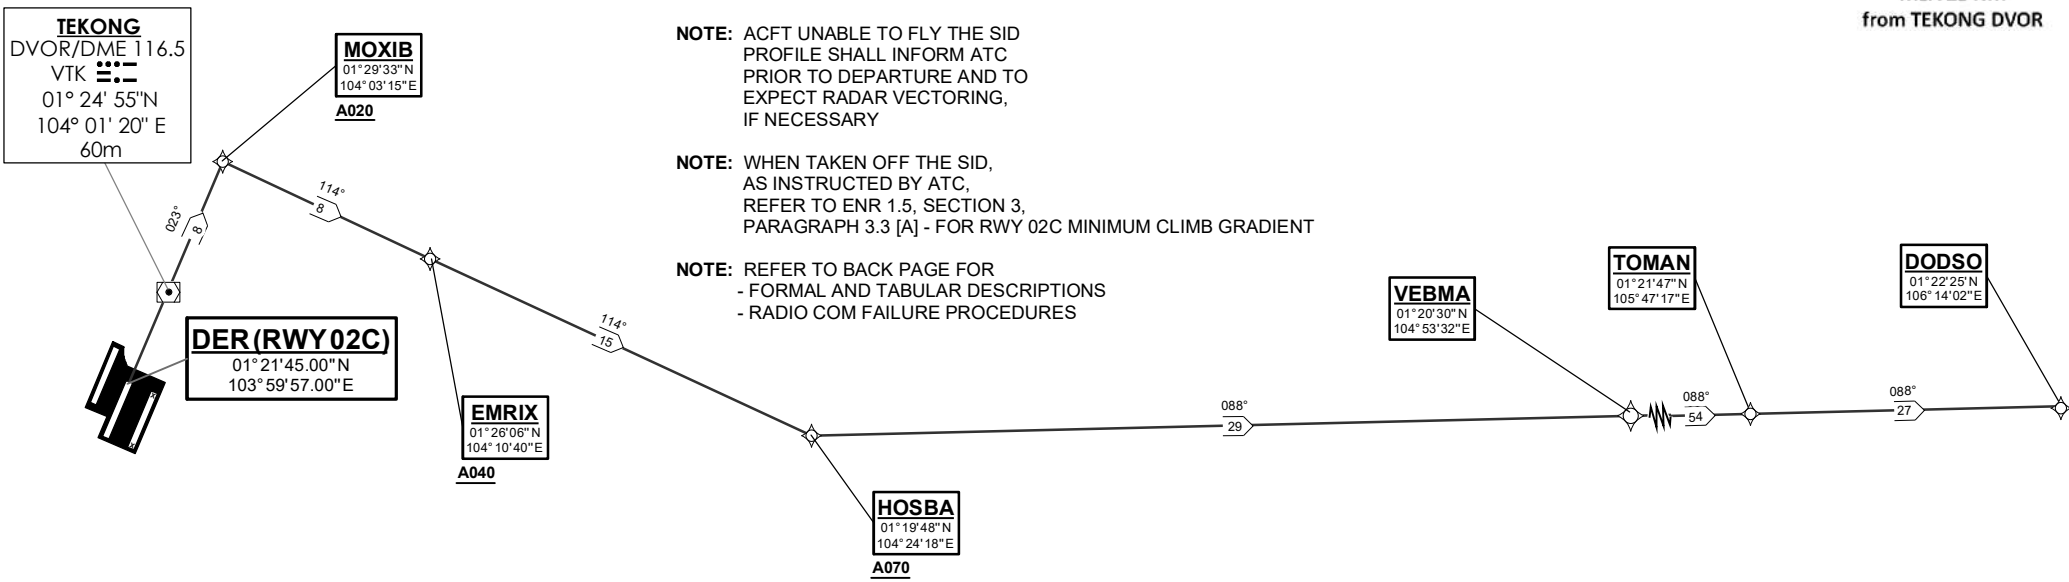 from TEKONG DVOR
TEKONG
DVOR/DME 116.5
VTK
01° 24' 55"N
104° 01' 20" E
60m
MOXIB
01°29'33"N
104°03'15"E
A020
NOTE: ACFT UNABLE TO FLY THE SID
PROFILE SHALL INFORM ATC
PRIOR TO DEPARTURE AND TO
EXPECT RADAR VECTORING,
IF NECESSARY
NOTE: WHEN TAKEN OFF THE SID,
AS INSTRUCTED BY ATC,
REFER TO ENR 1.5, SECTION 3,
PARAGRAPH 3.3 [A] - FOR RWY 02C MINIMUM CLIMB GRADIENT
NOTE: REFER TO BACK PAGE FOR
- FORMAL AND TABULAR DESCRIPTIONS
- RADIO COM FAILURE PROCEDURES
023°
8
114°
8
114°
15
DER (RWY 02C)
01°21'45.00"N
103°59'57.00"E
EMRIX
01°26'06"N
104°10'40"E
A040
HOSBA
01°19'48"N
104°24'18"E
A070
088°
29
VEBMA
01°20'30"N
104°53'32"E
088°
54
TOMAN
01°21'47"N
105°47'17"E
088°
27
DODSO
01°22'25"N
106°14'02"E